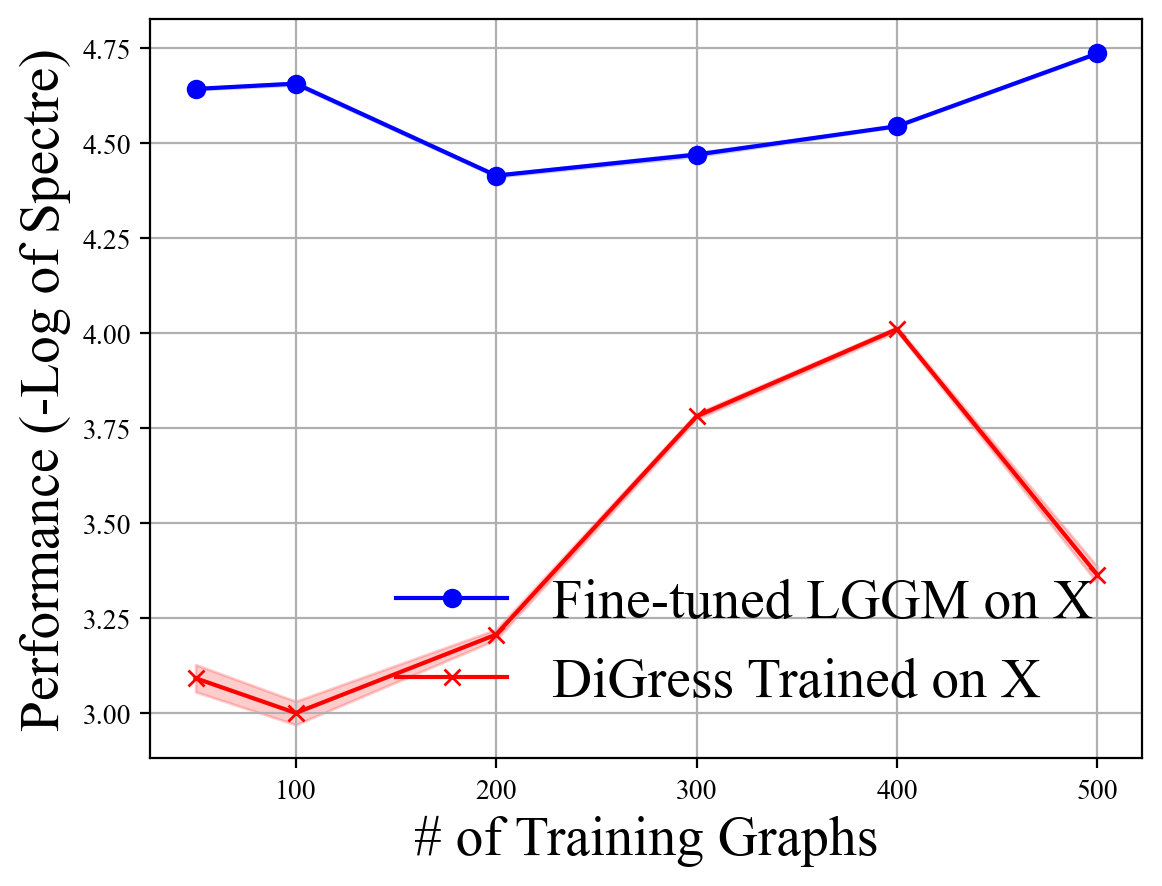 Performance (-Log of Spectre)
4.75
4.50
4.25
4.00
3.75
3.50
3.25
3.00
Fine-tuned LGGM on X
DiGress Trained on X
100 200 300 400 500
# of Training Graphs